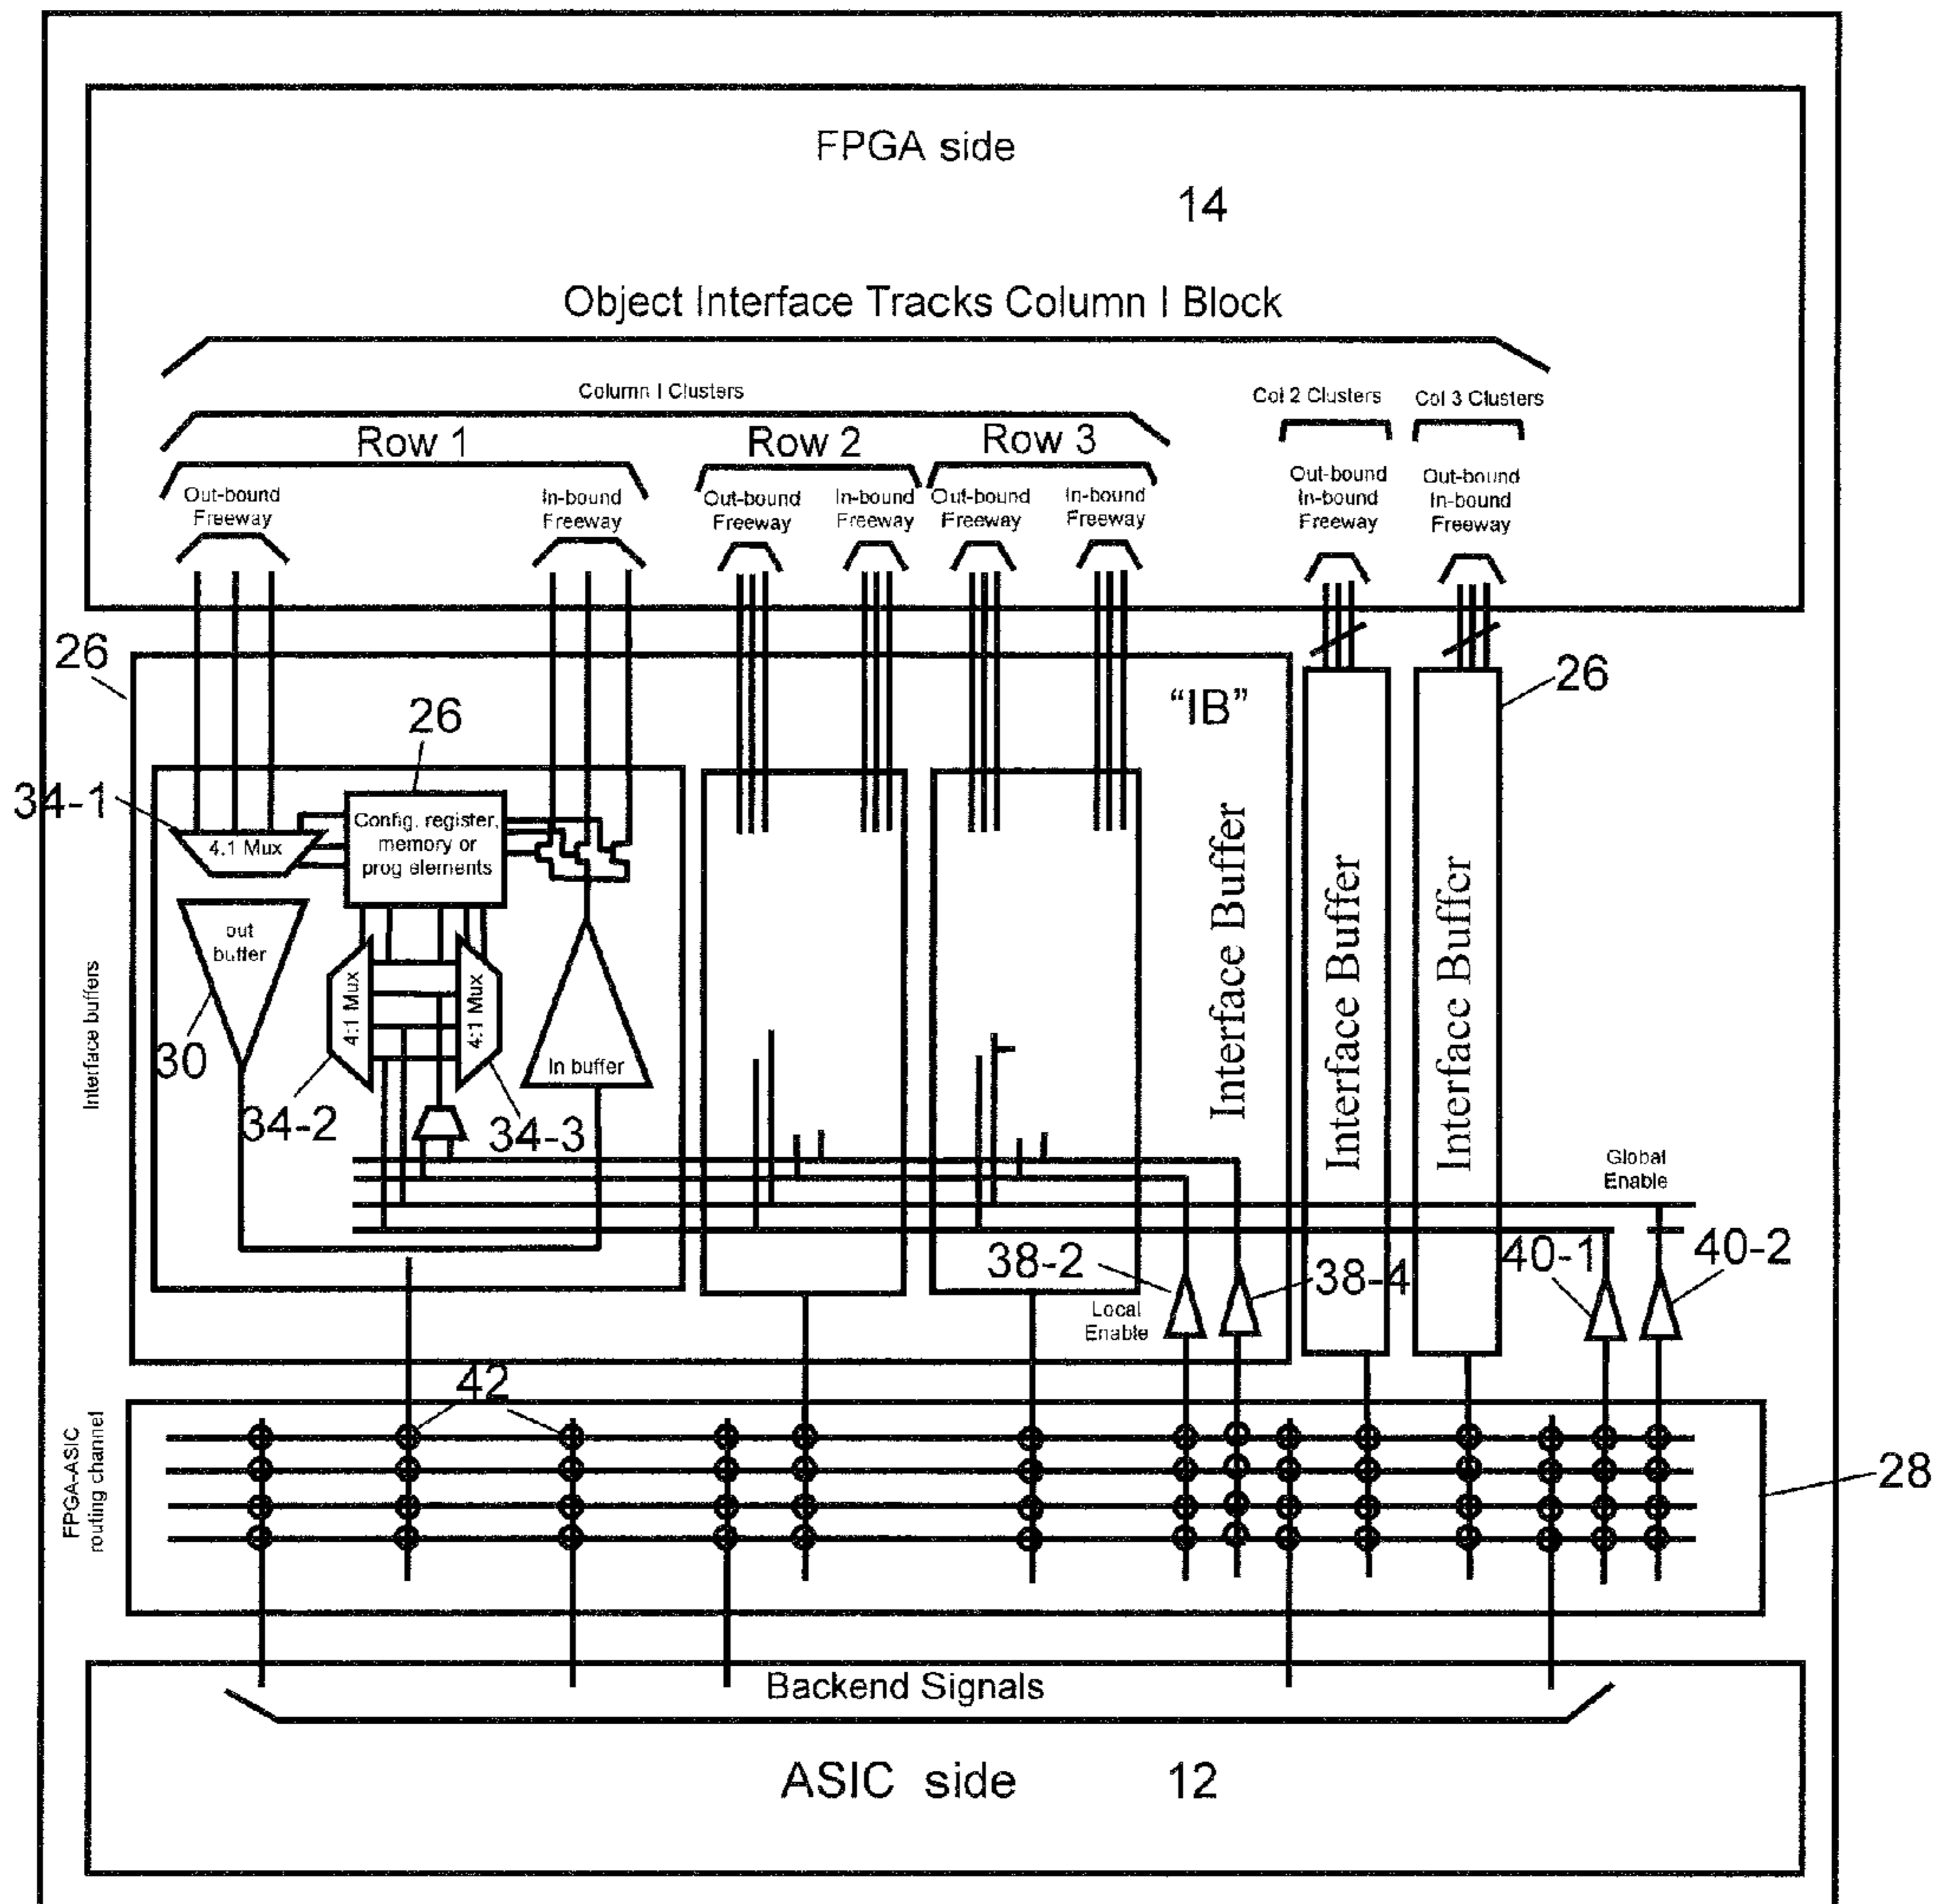 FPGA side
14
Object Interface Tracks Column I Block
Column I Clusters
Col 2 Clusters
Col 3 Clusters
Row 1
Row 2
Row 3
Out-bound
Freeway
In-bound
Freeway
Out-bound
Freeway
In-bound
Freeway
Out-bound
Freeway
In-bound
Freeway
Out-bound
In-bound
Freeway
Out-bound
In-bound
Freeway
26
"IB"
26
26
34-1
4:1 Mux
Config, register,
memory or
prog elements
out
buffer
4:1 Mux
4:1 Mux
In buffer
30
34-2
34-3
Interface buffers
Interface Buffer
Interface Buffer
Interface Buffer
Global
Enable
38-2
38-4
40-1
40-2
Local
Enable
42
FPGA-ASIC
routing channel
28
Backend Signals
ASIC side
12